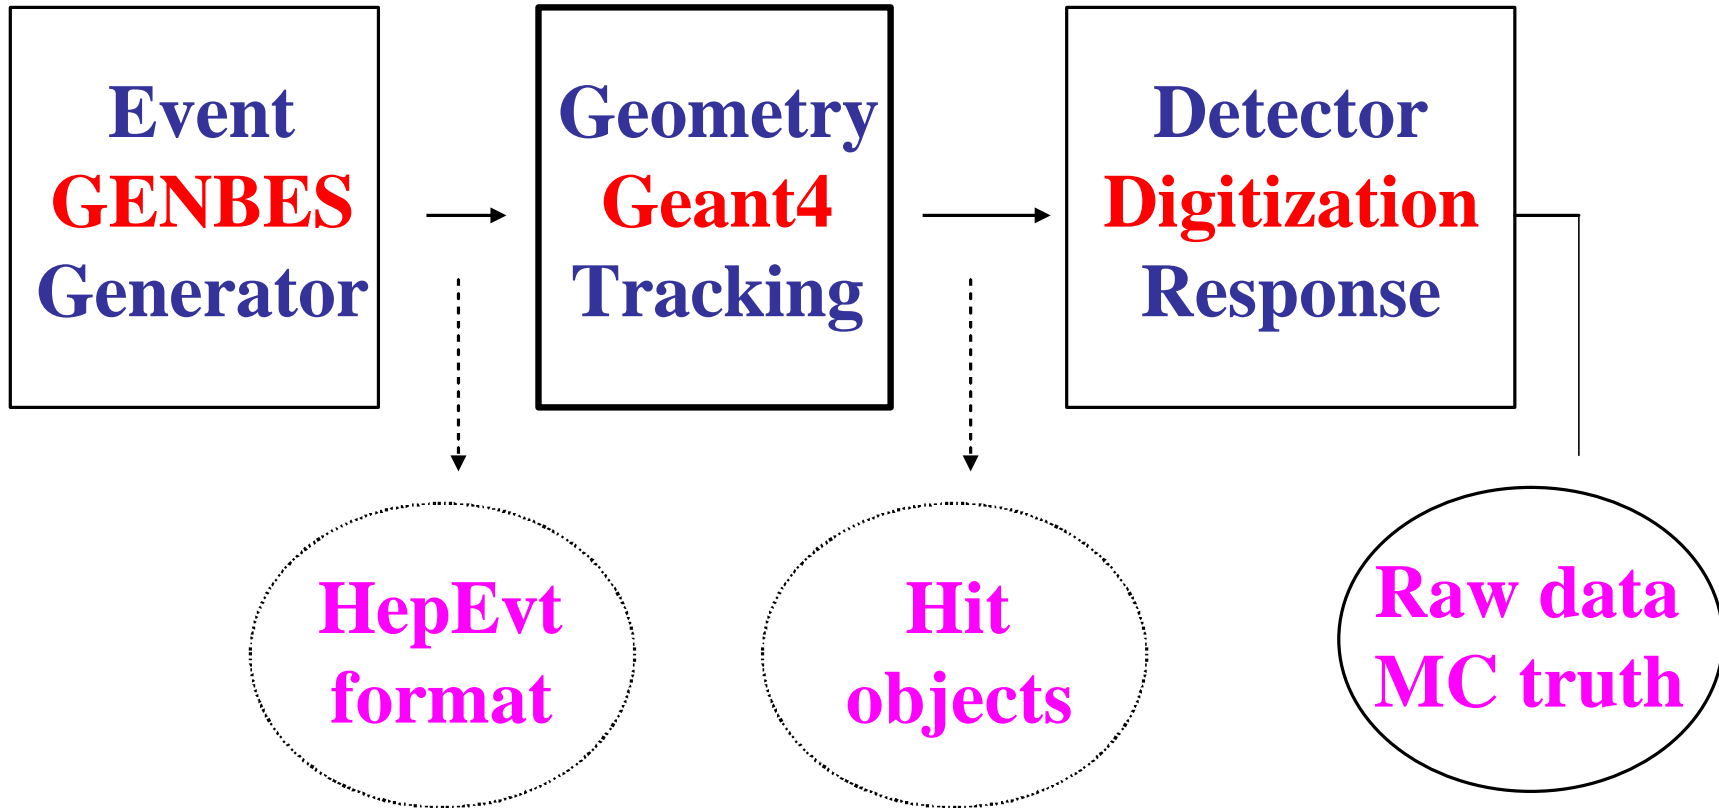 Event
GENBES
Generator
Geometry
Geant4
Tracking
Detector
Digitization
Response
HepEvt
format
Hit
objects
Raw data
MC truth